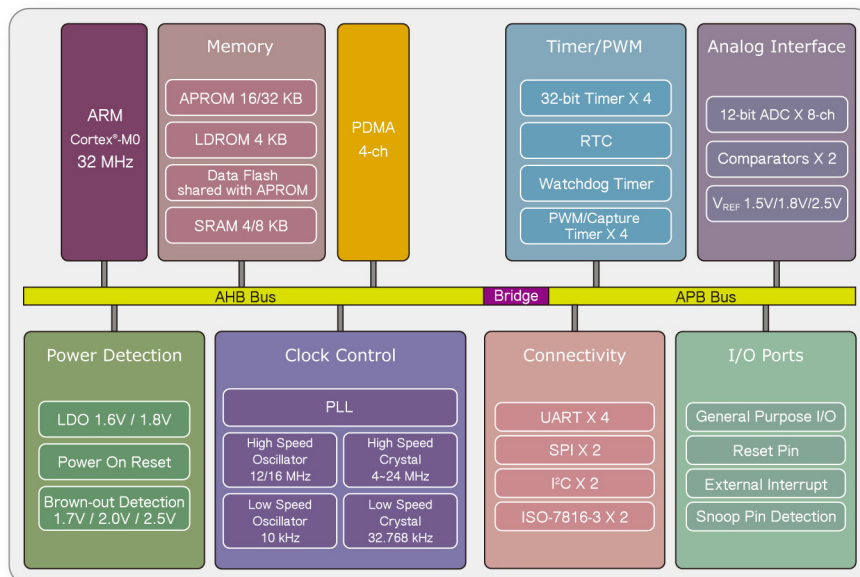 ARM
Cortex®-M0
32 MHz
Memory
APROM 16/32 KB
LDROM 4 KB
Data Flash
shared with APROM
SRAM 4/8 KB
PDMA
4-ch
Timer/PWM
32-bit Timer X 4
RTC
Watchdog Timer
PWM/Capture
Timer X 4
Analog Interface
12-bit ADC X 8-ch
Comparators X 2
VREF 1.5V/1.8V/2.5V
AHB Bus
Bridge
APB Bus
Power Detection
LDO 1.6V / 1.8V
Power On Reset
Brown-out Detection
1.7V / 2.0V / 2.5V
Clock Control
PLL
High Speed
Oscillator
12/16 MHz
High Speed
Crystal
4~24 MHz
Low Speed
Oscillator
10 kHz
Low Speed
Crystal
32.768 kHz
Connectivity
UART X 4
SPI X 2
I²C X 2
ISO-7816-3 X 2
I/O Ports
General Purpose I/O
Reset Pin
External Interrupt
Snoop Pin Detection